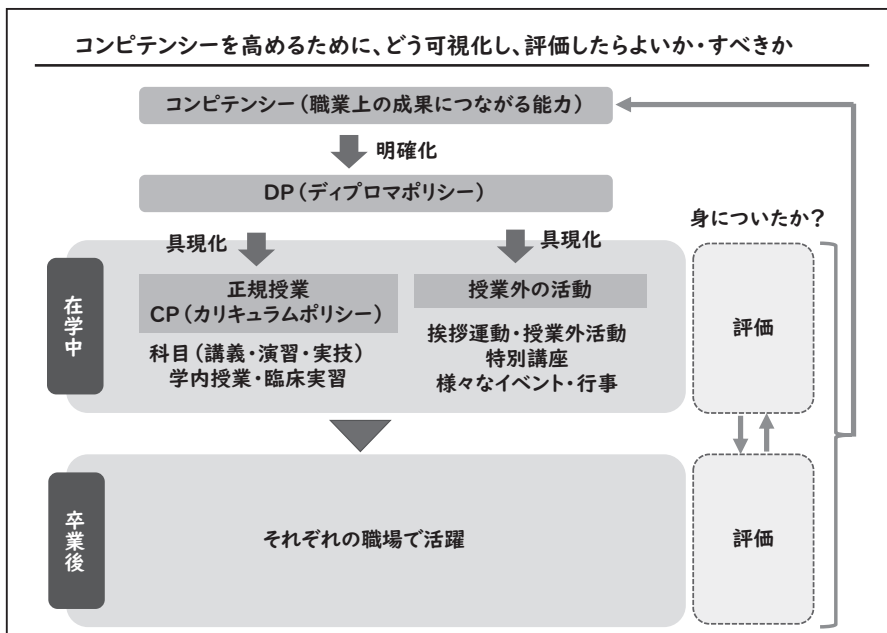 コンピテンシーを高めるために、どう可視化し、評価したらよいか・すべきか
コンピテンシー（職業上の成果につながる能力）
明確化
DP（ディプロマポリシー）
具現化
具現化
身についたか？
在学中
正規授業
CP（カリキュラムポリシー）
科目（講義・演習・実技）
学内授業・臨床実習
授業外の活動
挨拶運動・授業外活動
特別講座
様々なイベント・行事
評価
卒業後
それぞれの職場で活躍
評価